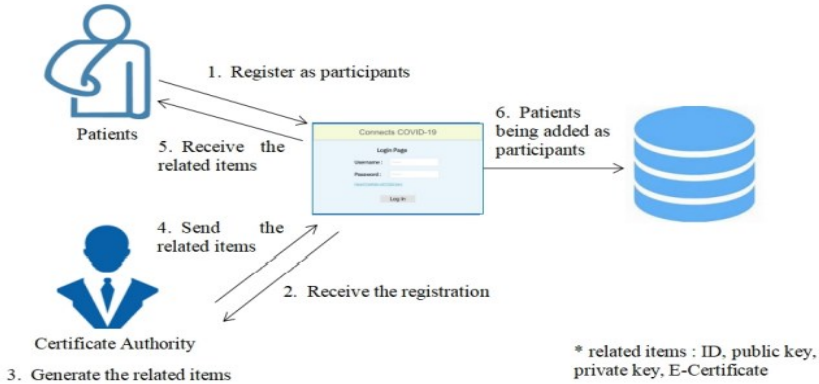 1. Register as participants
Patients
5. Receive the
related items
Connects COVID-19
Login Page
Username :
Password :
Log In
6. Patients
being added as
participants
4. Send the
related items
2. Receive the registration
Certificate Authority
3. Generate the related items
* related items : ID, public key,
private key, E-Certificate